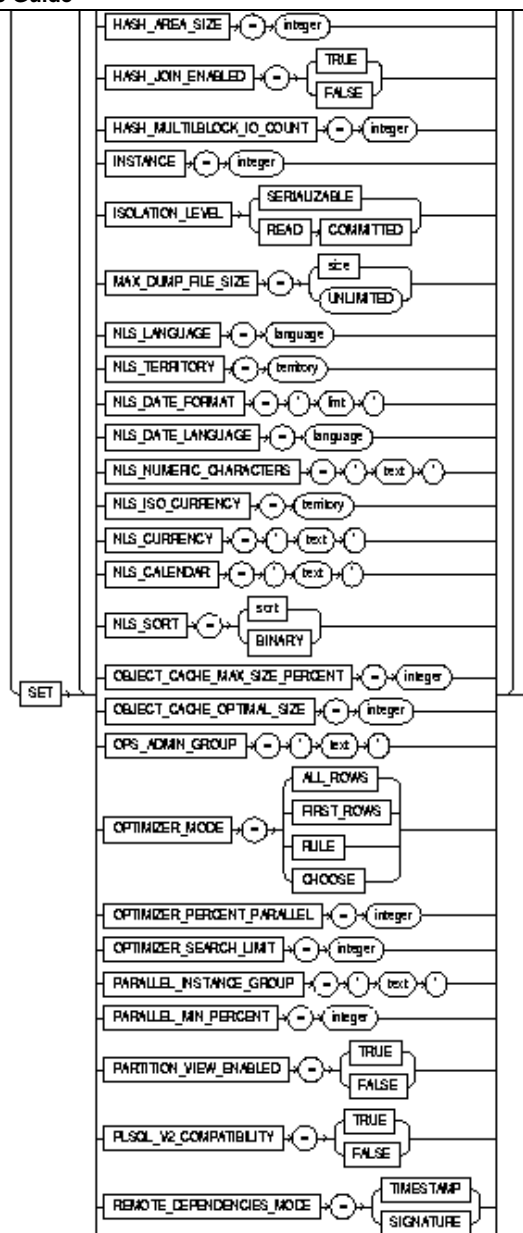 Guide
HASH_AREA_SIZE = integer
HASH_JOIN_ENABLED = TRUE
FALSE
HASH_MULTILBLOCK_IO_COUNT = integer
INSTANCE = integer
SERIALIZABLE
ISOLATION_LEVEL
READ COMMITTED
size
MAX_DUMP_FILE_SIZE =
UNLIMITED
NLS_LANGUAGE = language
NLS_TERRITORY = territory
NLS_DATE_FORMAT = ' fmt '
NLS_DATE_LANGUAGE = language
NLS_NUMERIC_CHARACTERS = ' text '
NLS_ISO_CURRENCY = territory
NLS_CURRENCY = ' text '
NLS_CALENDAR = ' text '
sort
NLS_SORT =
BINARY
OBJECT_CACHE_MAX_SIZE_PERCENT = integer
SET
OBJECT_CACHE_OPTIMAL_SIZE = integer
OPS_ADMIN_GROUP = ' text '
ALL_ROWS
FIRST_ROWS
OPTIMIZER_MODE =
RULE
CHOOSE
OPTIMIZER_PERCENT_PARALLEL = integer
OPTIMIZER_SEARCH_LIMIT = integer
PARALLEL_INSTANCE_GROUP = ' text '
PARALLEL_MIN_PERCENT = integer
TRUE
PARTITION_VIEW_ENABLED =
FALSE
TRUE
PLSQL_V2_COMPATIBILITY =
FALSE
TIMESTAMP
REMOTE_DEPENDENCIES_MODE =
SIGNATURE